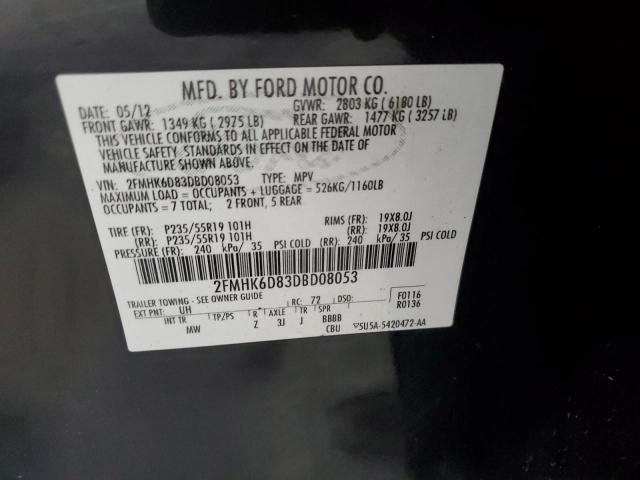 MFD. BY FORD MOTOR CO.
DATE: 05/12 GVWR: 2803 KG ( 6180 LB)
FRONT GAWR: 1349 KG ( 2975 LB) REAR GAWR: 1477 KG ( 3257 LB)
THIS VEHICLE CONFORMS TO ALL APPLICABLE FEDERAL MOTOR
VEHICLE SAFETY STANDARDS IN EFFECT ON THE DATE OF
MANUFACTURE SHOWN ABOVE.
VIN: 2FMHK6D83DBD08053 TYPE: MPV
MAXIMUM LOAD = OCCUPANTS + LUGGAGE = 526KG/1160LB
OCCUPANTS = 7 TOTAL; 2 FRONT, 5 REAR
TIRE (FR): P235/55R19 101H RIMS (FR): 19X8.0J
(RR): P235/55R19 101H (RR): 19X8.0J
PRESSURE (FR): 240 kPa/ 35 PSI COLD (RR): 240 kPa/ 35 PSI COLD
2FMHK6D83DBD08053
TRAILER TOWING - SEE OWNER GUIDE RC: 72 DSO: F0116
EXT PNT: UH R0136
INT TR TP/PS R AXLE TR SPR
MW Z 3J J BBBB
CBU 5U5A-5420472-AA